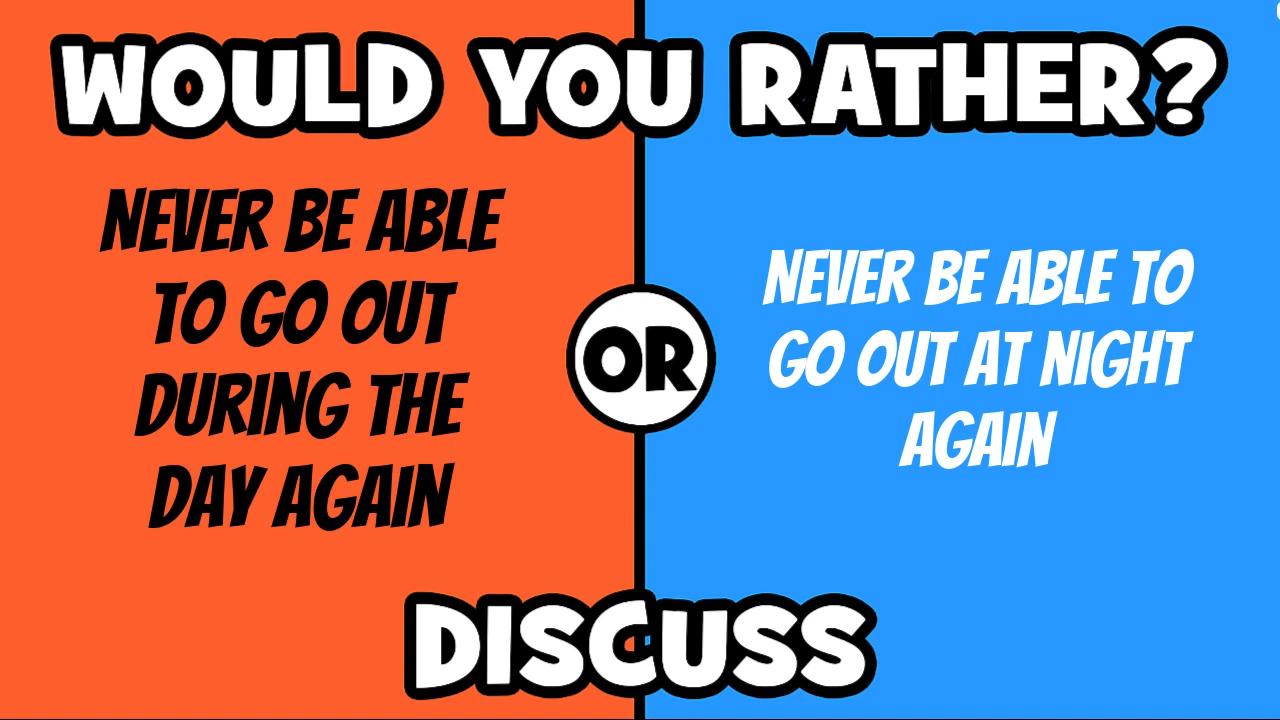 WOULD YOU RATHER?
NEVER BE ABLE
TO GO OUT
DURING THE
DAY AGAIN
OR
NEVER BE ABLE TO
GO OUT AT NIGHT
AGAIN
DISCUSS